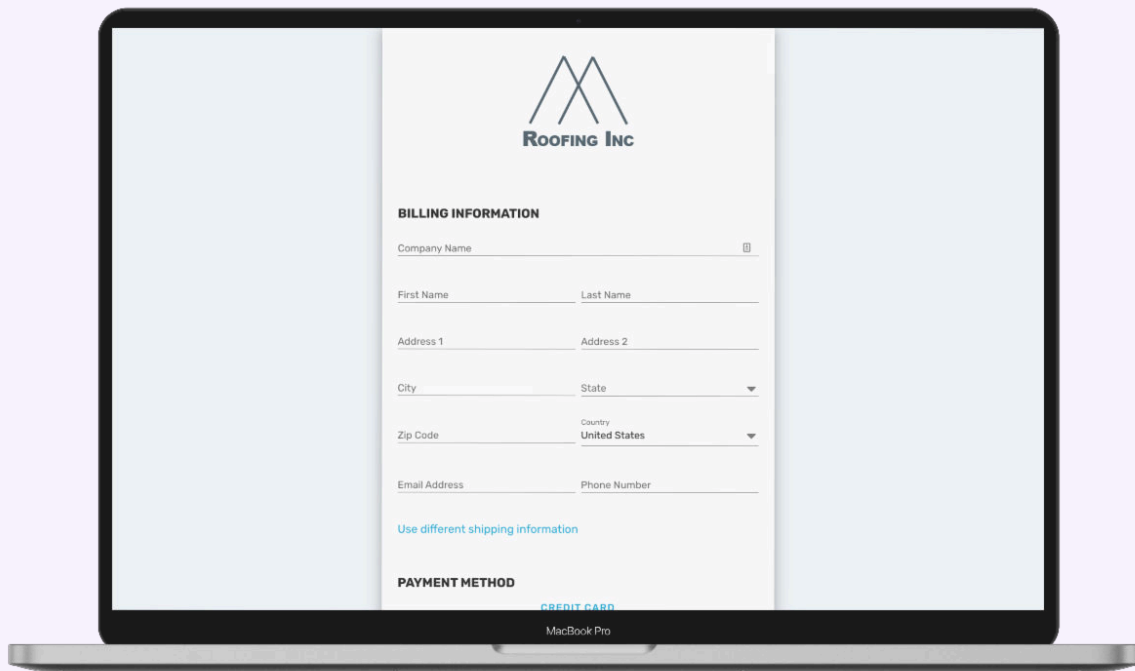 ROOFING INC
BILLING INFORMATION
Company Name
First Name Last Name
Address 1 Address 2
City State
Country
Zip Code United States
Email Address Phone Number
Use different shipping information
PAYMENT METHOD
CREDIT CARD
MacBook Pro